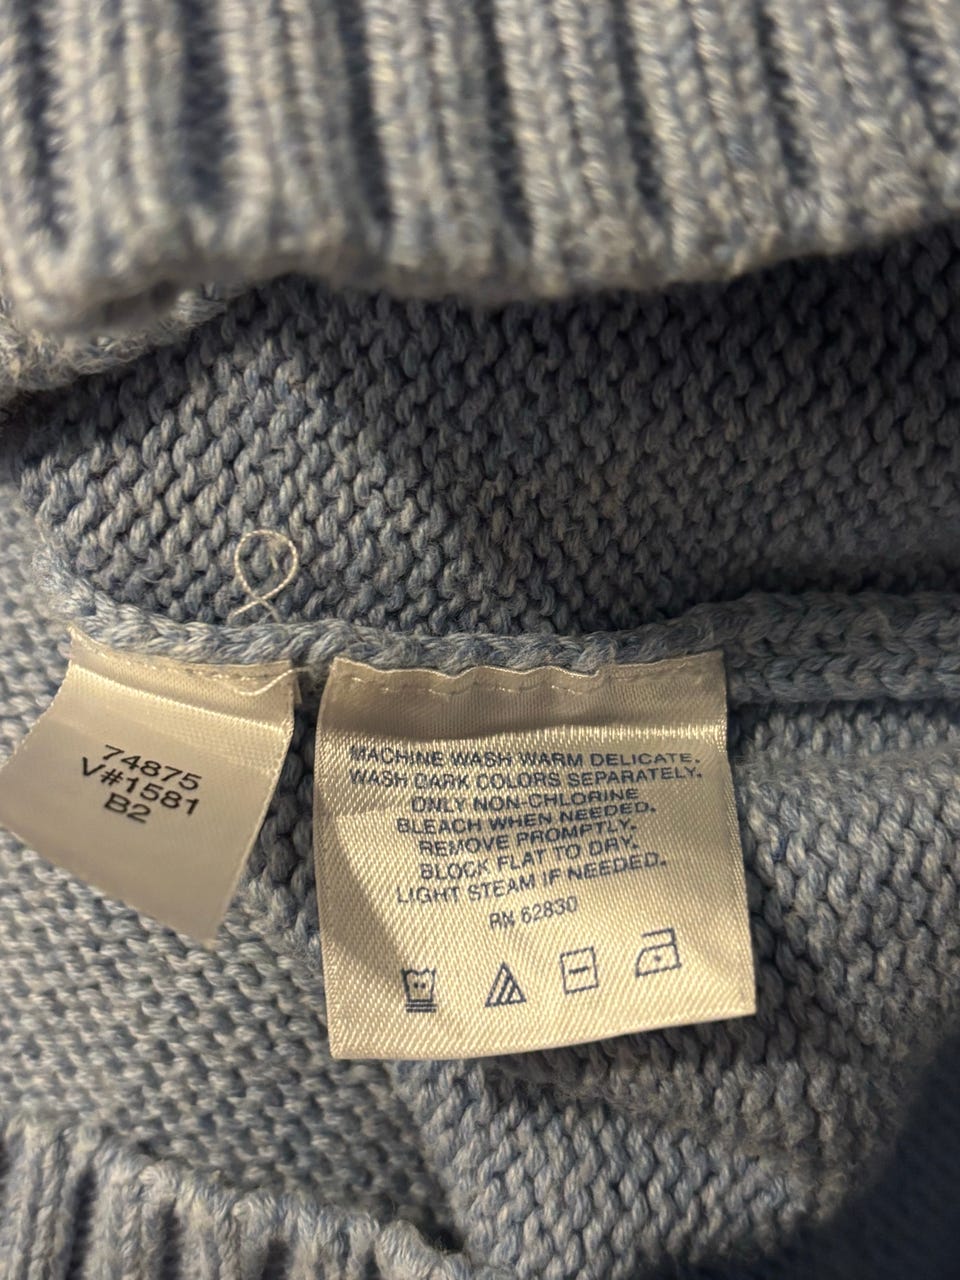 74875
V#1581
B2
MACHINE WASH WARM DELICATE.
WASH DARK COLORS SEPARATELY.
ONLY NON-CHLORINE
BLEACH WHEN NEEDED.
REMOVE PROMPTLY.
BLOCK FLAT TO DRY.
LIGHT STEAM IF NEEDED.
RN 62830